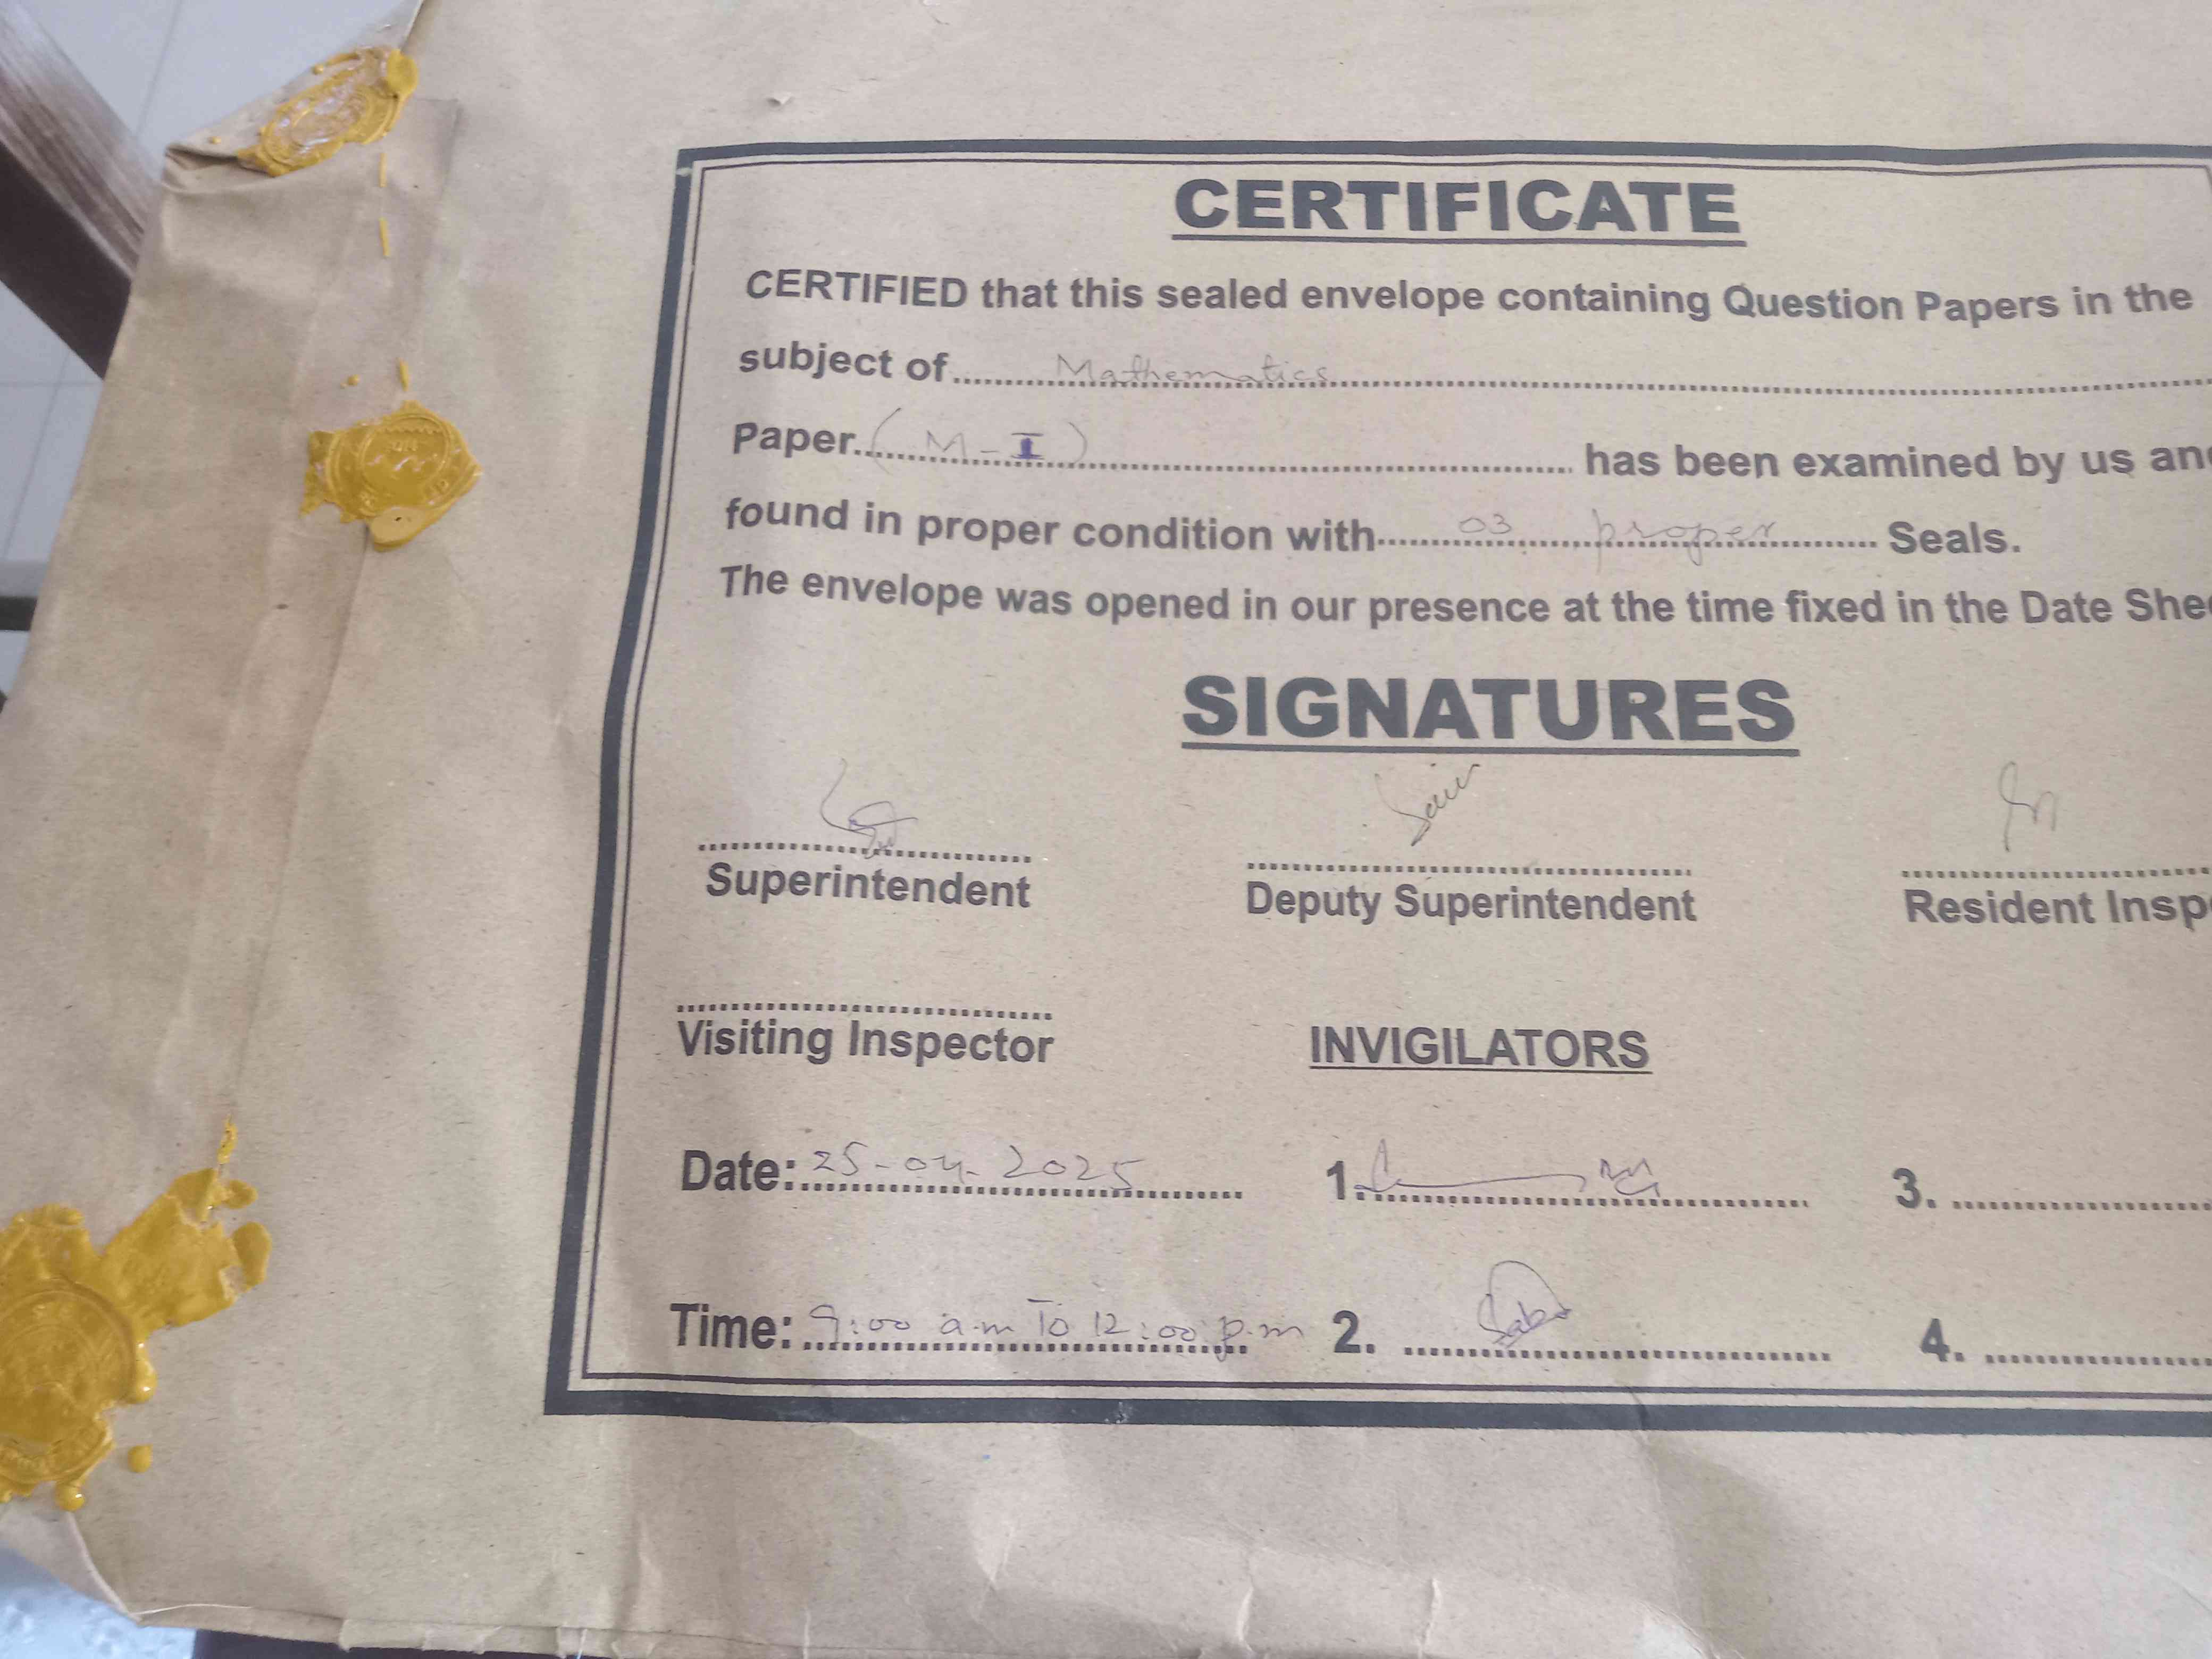 CERTIFICATE
CERTIFIED that this sealed envelope containing Question Papers in the
subject of Mathematics
Paper (M-I) has been examined by us an
found in proper condition with 03 proper Seals.
The envelope was opened in our presence at the time fixed in the Date She
SIGNATURES
Superintendent Deputy Superintendent Resident Insp
Visiting Inspector INVIGILATORS
Date: 25-04-2025 1. 3.
Time: 9:00 a.m To 12:00 p.m 2. 4.